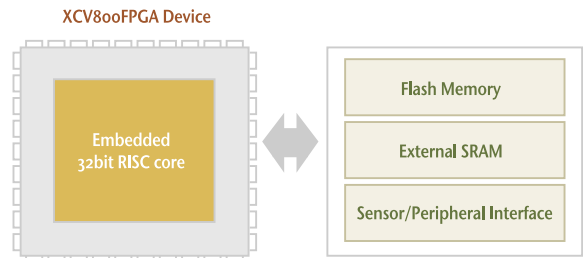 XCV800FPGA Device
Embedded
32bit RISC core
Flash Memory
External SRAM
Sensor/Peripheral Interface